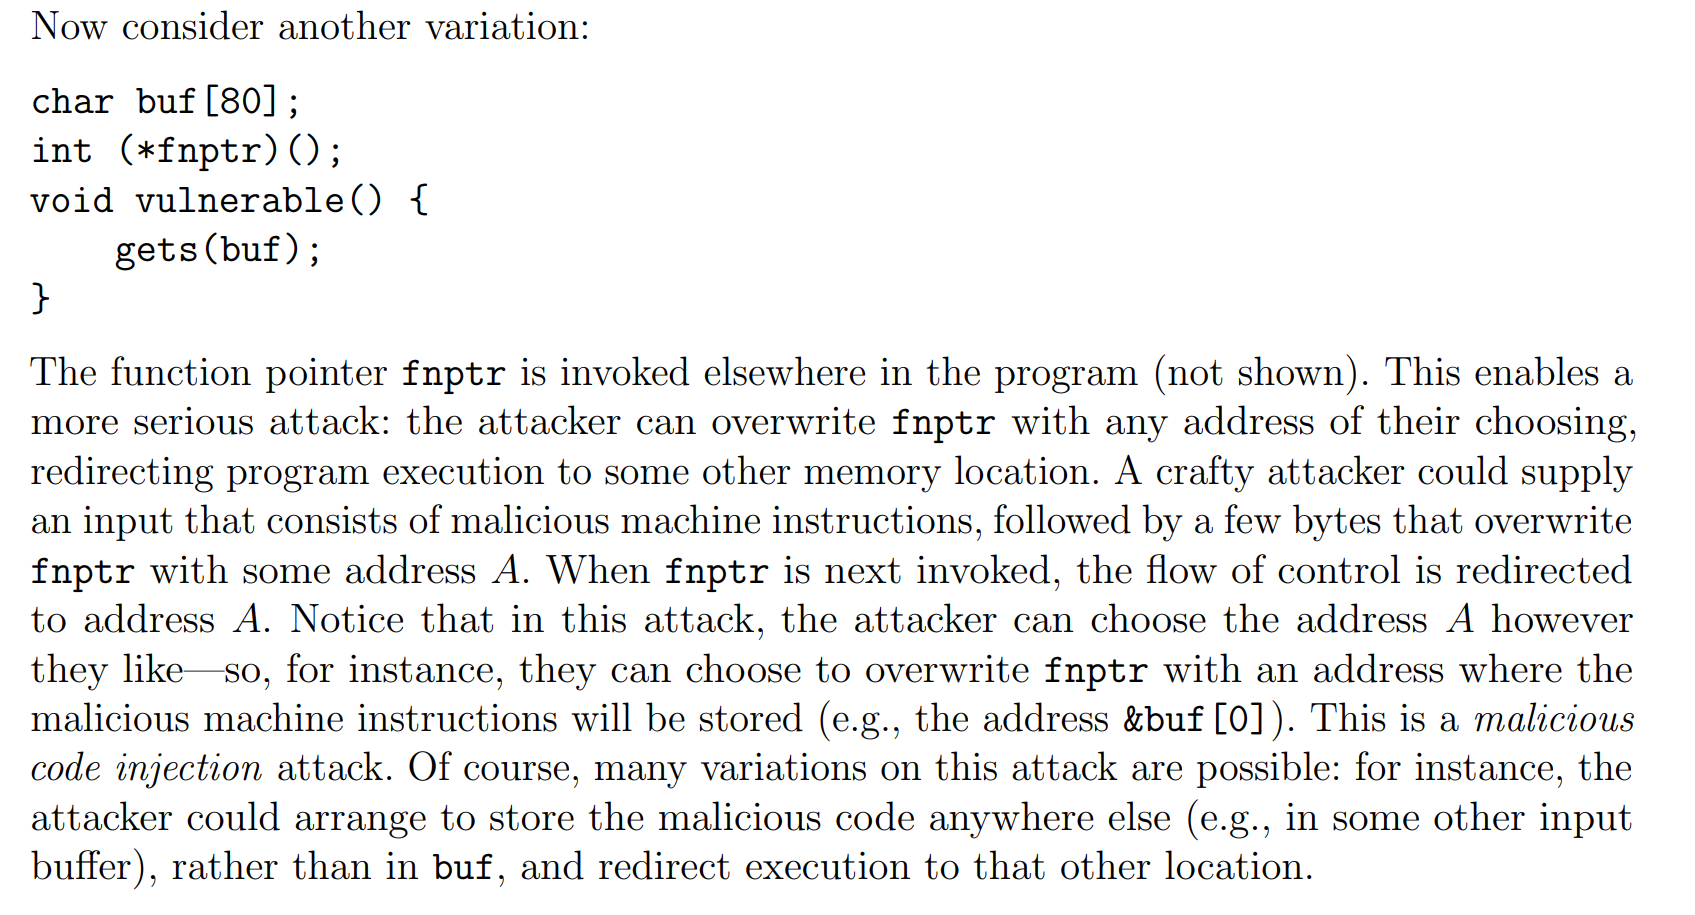 Now consider another variation:
char buf[80];
int (*fnptr)();
void vulnerable() {
    gets(buf);
}
The function pointer fnptr is invoked elsewhere in the program (not shown). This enables a
more serious attack: the attacker can overwrite fnptr with any address of their choosing,
redirecting program execution to some other memory location. A crafty attacker could supply
an input that consists of malicious machine instructions, followed by a few bytes that overwrite
fnptr with some address A. When fnptr is next invoked, the flow of control is redirected
to address A. Notice that in this attack, the attacker can choose the address A however
they like—so, for instance, they can choose to overwrite fnptr with an address where the
malicious machine instructions will be stored (e.g., the address &buf[0]). This is a malicious
code injection attack. Of course, many variations on this attack are possible: for instance, the
attacker could arrange to store the malicious code anywhere else (e.g., in some other input
buffer), rather than in buf, and redirect execution to that other location.